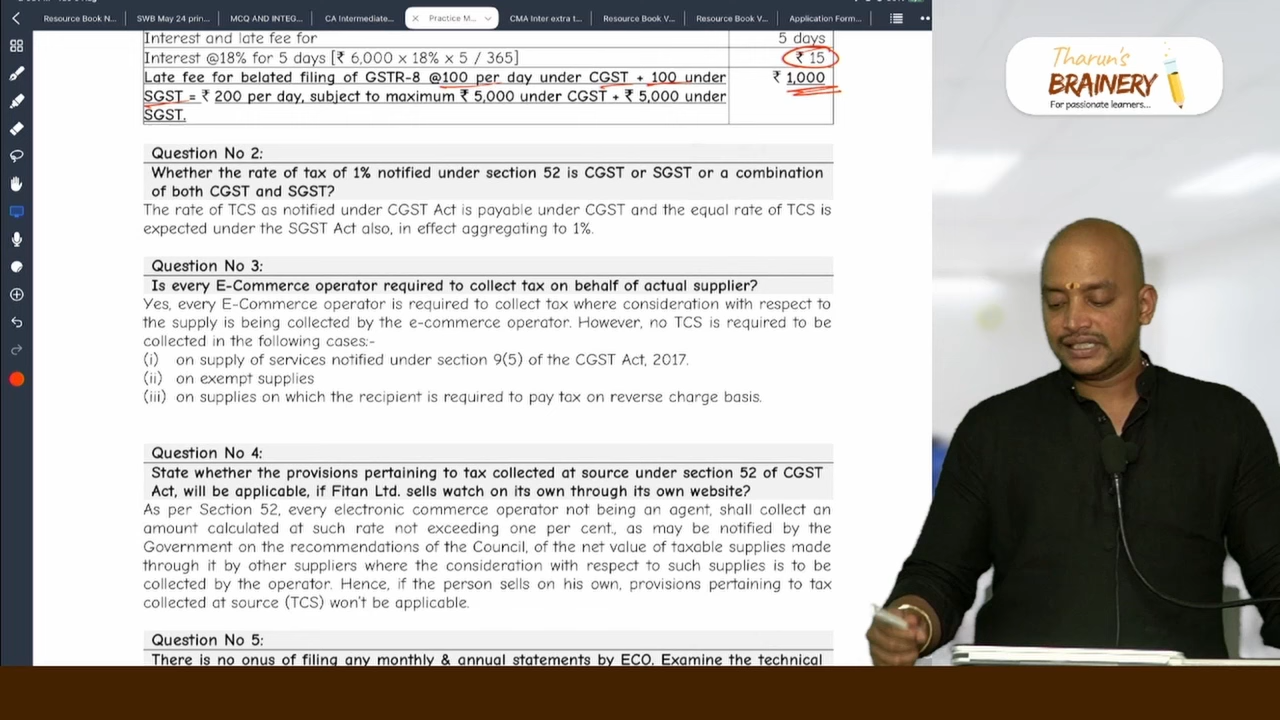 Resource Book N...
SWB May 24 prin...
MCQ AND INTEG...
CA Intermediate...
Practice M...
CMA Inter extra t...
Resource Book V...
Resource Book V...
Application Form...
Interest and late fee for 5 days
Interest @18% for 5 days [₹ 6,000 x 18% x 5 / 365] ₹ 15
Late fee for belated filing of GSTR-8 @100 per day under CGST + 100 under ₹ 1,000
SGST = ₹ 200 per day, subject to maximum ₹ 5,000 under CGST + ₹ 5,000 under
SGST.
Question No 2:
Whether the rate of tax of 1% notified under section 52 is CGST or SGST or a combination
of both CGST and SGST?
The rate of TCS as notified under CGST Act is payable under CGST and the equal rate of TCS is
expected under the SGST Act also, in effect aggregating to 1%.
Question No 3:
Is every E-Commerce operator required to collect tax on behalf of actual supplier?
Yes, every E-Commerce operator is required to collect tax where consideration with respect to
the supply is being collected by the e-commerce operator. However, no TCS is required to be
collected in the following cases:-
(i) on supply of services notified under section 9(5) of the CGST Act, 2017.
(ii) on exempt supplies
(iii) on supplies on which the recipient is required to pay tax on reverse charge basis.
Question No 4:
State whether the provisions pertaining to tax collected at source under section 52 of CGST
Act, will be applicable, if Fitan Ltd. sells watch on its own through its own website?
As per Section 52, every electronic commerce operator not being an agent, shall collect an
amount calculated at such rate not exceeding one per cent., as may be notified by the
Government on the recommendations of the Council, of the net value of taxable supplies made
through it by other suppliers where the consideration with respect to such supplies is to be
collected by the operator. Hence, if the person sells on his own, provisions pertaining to tax
collected at source (TCS) won't be applicable.
Question No 5:
There is no onus of filing any monthly & annual statements by ECO. Examine the technical
Tharun's
BRAINERY
For passionate learners...